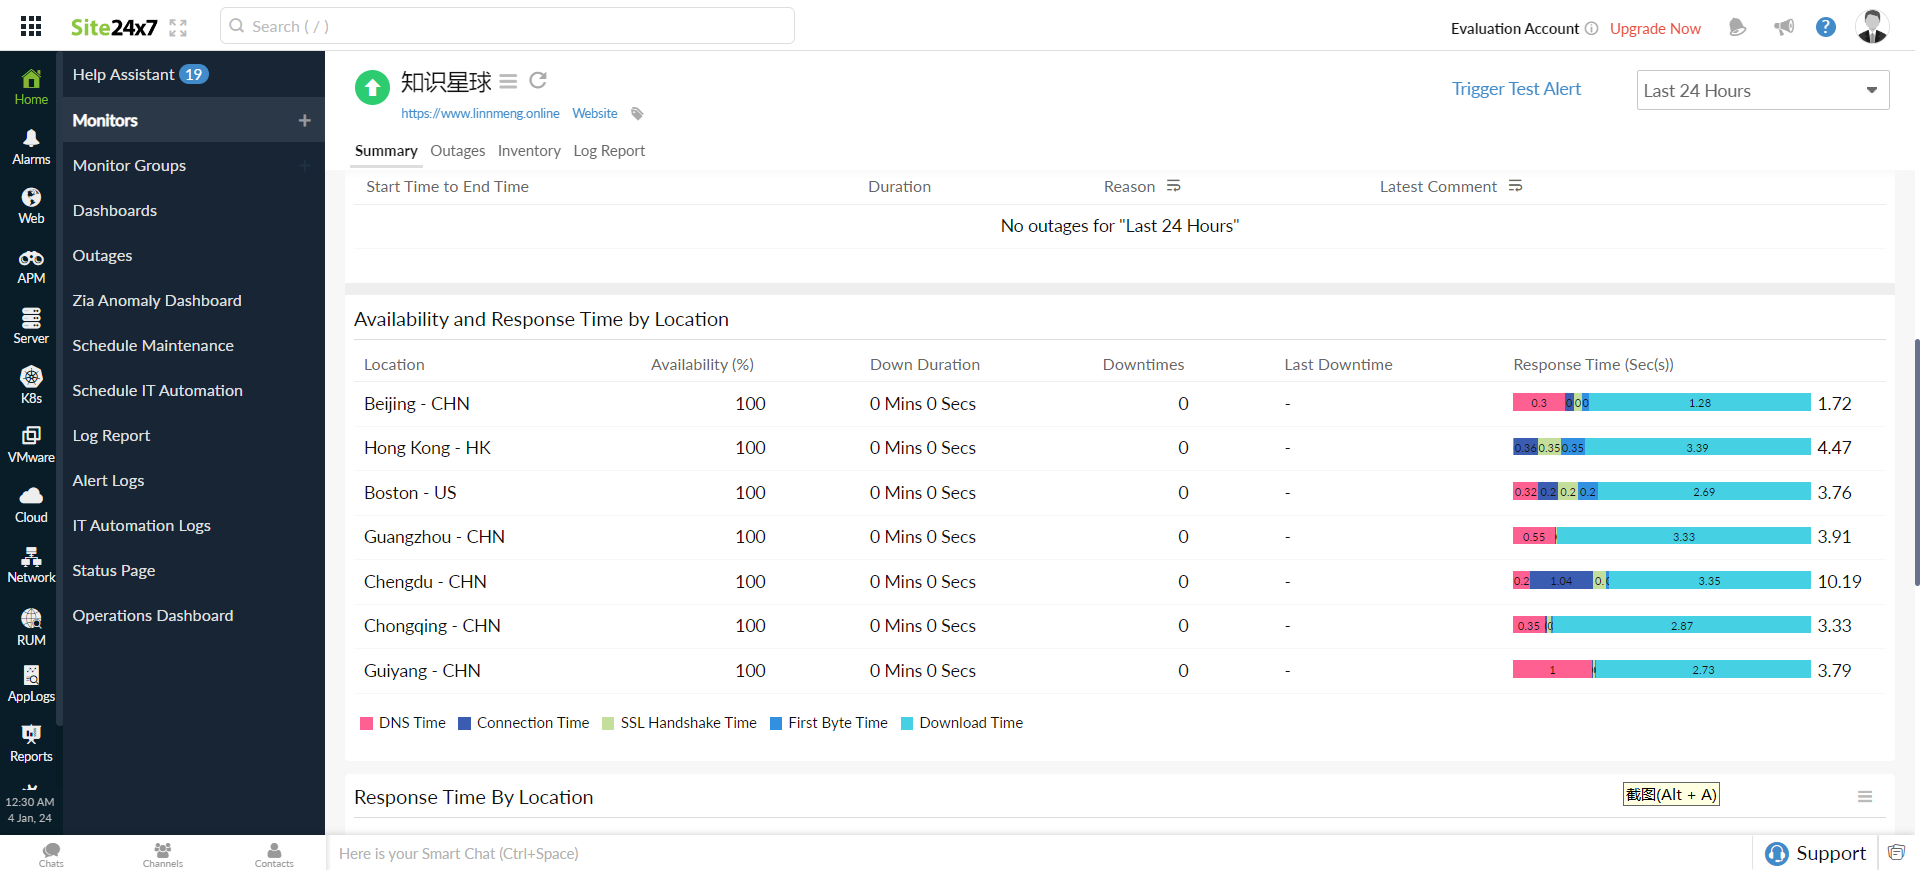 Site24x7
Search ( / )
Evaluation Account
Upgrade Now
?
Home
Alarms
Web
APM
Server
K8s
VMware
Cloud
Network
RUM
AppLogs
Reports
12:30 AM
4 Jan, 24
Help Assistant 19
Monitors +
Monitor Groups +
Dashboards
Outages
Zia Anomaly Dashboard
Schedule Maintenance
Schedule IT Automation
Log Report
Alert Logs
IT Automation Logs
Status Page
Operations Dashboard
知识星球
https://www.linnmeng.online Website
Trigger Test Alert
Last 24 Hours
Summary Outages Inventory Log Report
Start Time to End Time Duration Reason Latest Comment
No outages for "Last 24 Hours"
Availability and Response Time by Location
Location Availability (%) Down Duration Downtimes Last Downtime Response Time (Sec(s))
Beijing - CHN 100 0 Mins 0 Secs 0 - 0.3 0 0 0 1.28 1.72
Hong Kong - HK 100 0 Mins 0 Secs 0 - 0.36 0.35 0.35 3.39 4.47
Boston - US 100 0 Mins 0 Secs 0 - 0.32 0.2 0.2 0.2 2.69 3.76
Guangzhou - CHN 100 0 Mins 0 Secs 0 - 0.55 3.33 3.91
Chengdu - CHN 100 0 Mins 0 Secs 0 - 0.2 1.04 0. 3.35 10.19
Chongqing - CHN 100 0 Mins 0 Secs 0 - 0.35 2.87 3.33
Guiyang - CHN 100 0 Mins 0 Secs 0 - 1 2.73 3.79
DNS Time Connection Time SSL Handshake Time First Byte Time Download Time
Response Time By Location
截图(Alt + A)
Chats Channels Contacts
Here is your Smart Chat (Ctrl+Space)
Support